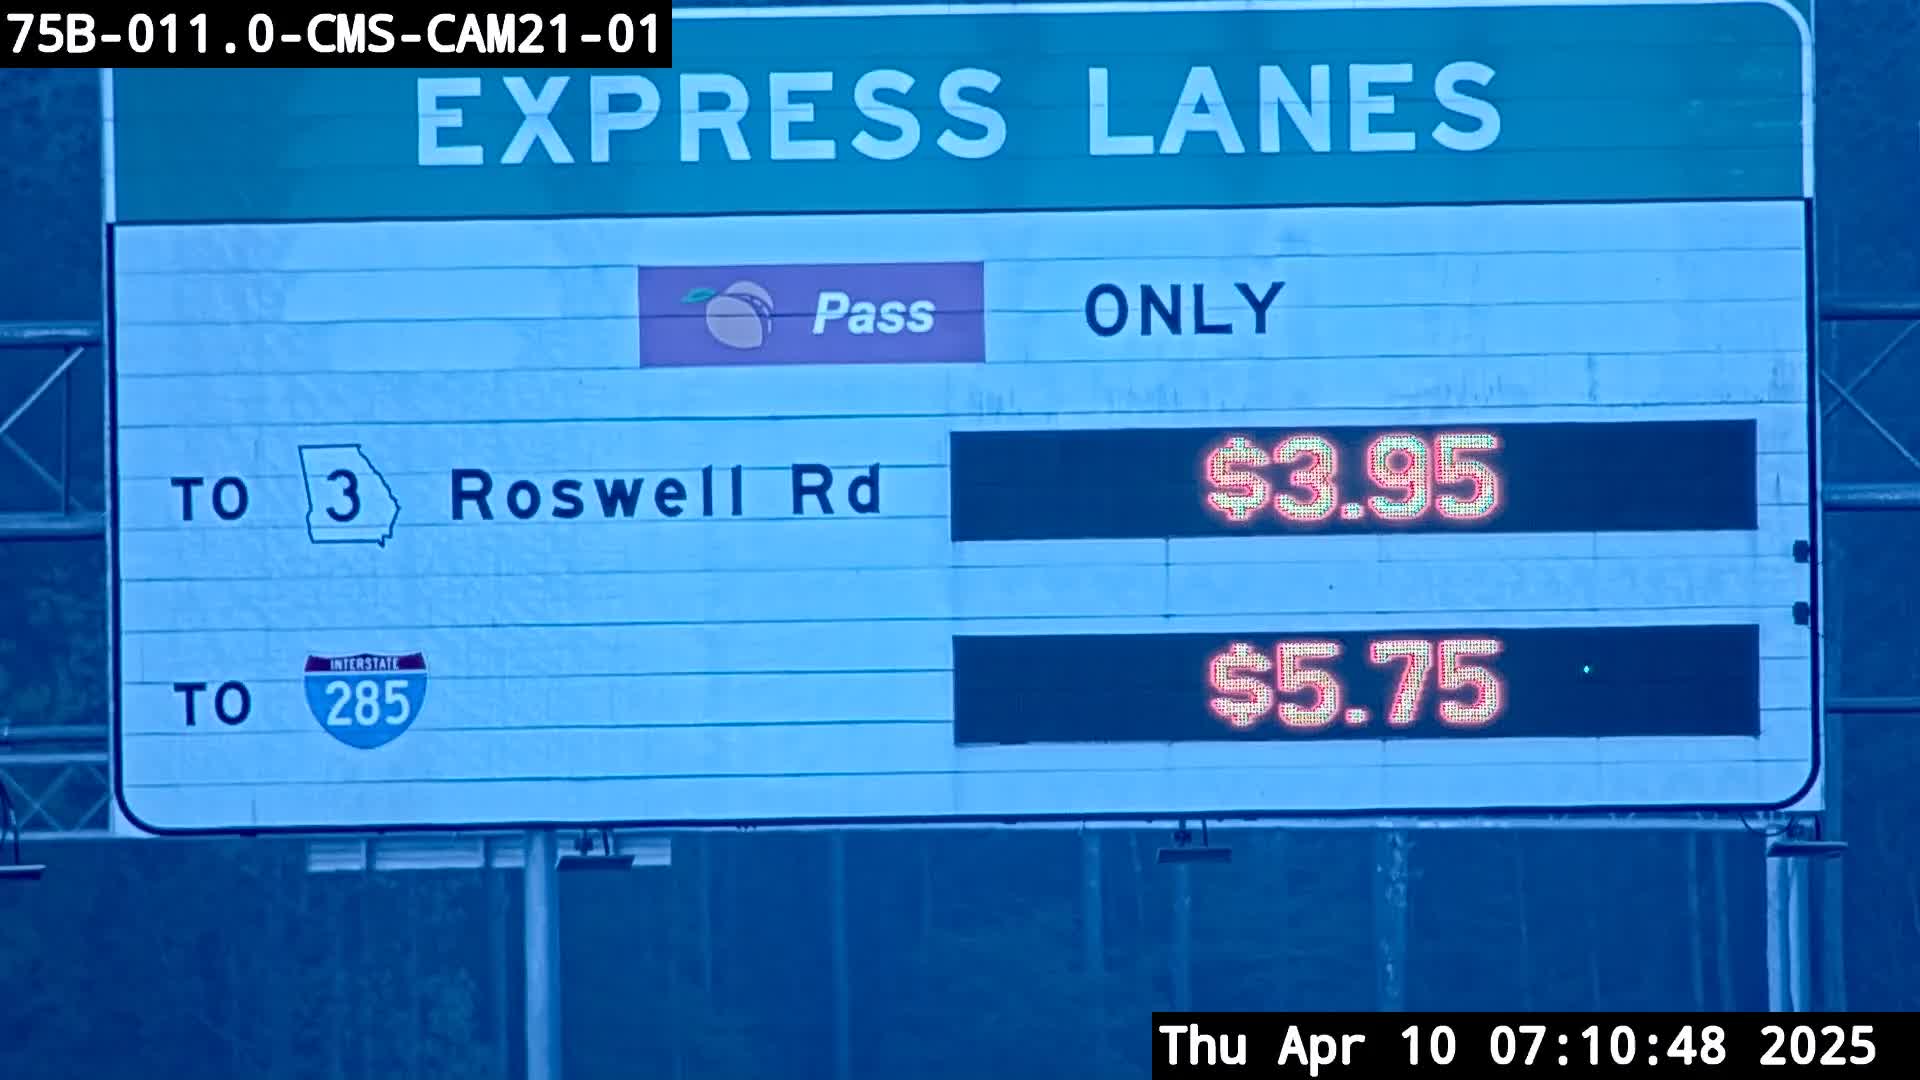 75B-011.0-CMS-CAM21-01
EXPRESS LANES
Pass ONLY
TO 3 Roswell Rd $3.95
INTERSTATE
TO 285 $5.75
Thu Apr 10 07:10:48 2025